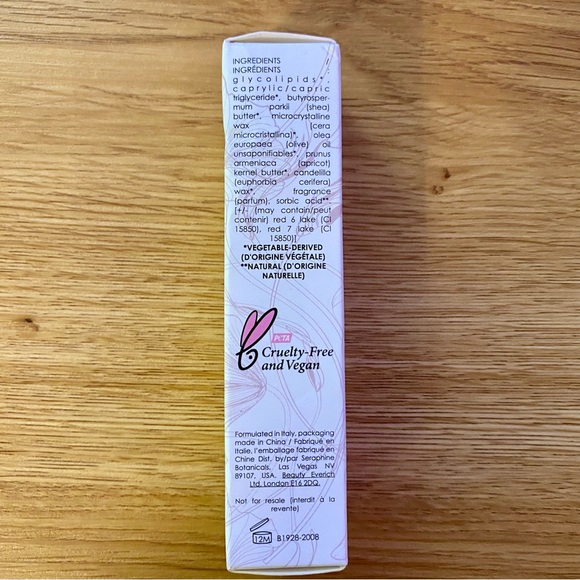 INGREDIENTS
INGRÉDIENTS
glycolipids*,
caprylic/capric
triglyceride*, butyrosper-
mum parkii (shea)
butter*, microcrystalline
wax (cera
microcristallina)*, olea
europaea (olive) oil
unsaponifiables*, prunus
armeniaca (apricot)
kernel butter*, candelilla
(euphorbia cerifera)
wax*, fragrance
(parfum), sorbic acid**.
[+/- (may contain/peut
contenir) red 6 lake (CI
15850), red 7 lake (CI
15850)]
*VEGETABLE-DERIVED
(D'ORIGINE VÉGÉTALE)
**NATURAL (D'ORIGINE
NATURELLE)
PETA
Cruelty-Free
and Vegan
Formulated in Italy, packaging
made in China / Fabriqué en
Italie, l'emballage fabriqué en
Chine Dist. by/par Seraphine
Botanicals, Las Vegas NV
89107, USA. Beauty Everich
Ltd. London E16 2DQ.
Not for resale (interdit à la
revente)
12M B1928-2008